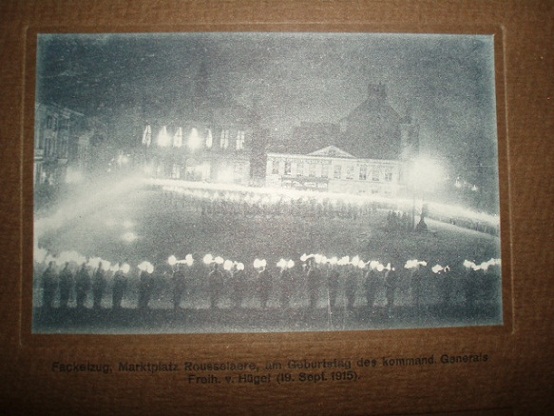 Fackelzug, Marktplatz Rousselaere, am Geburtstag des kommand. Generals
Freih. v. Hügel (19. Sept. 1915).